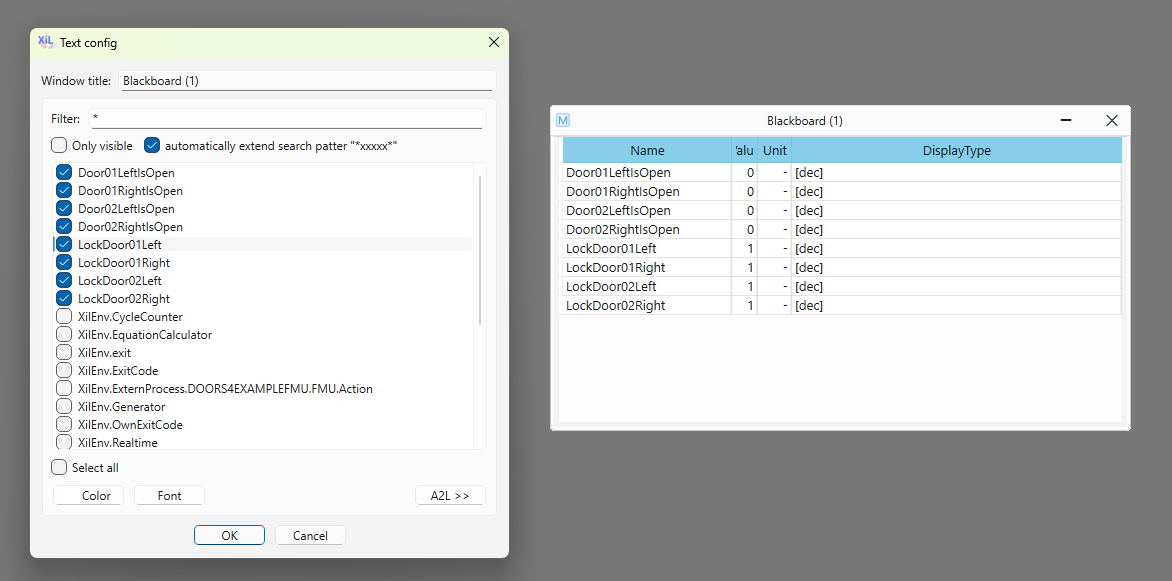 XiL Text config
Window title: Blackboard (1)
Filter: *
Only visible automatically extend search patter "*xxxxx*"
Door01LeftIsOpen
Door01RightIsOpen
Door02LeftIsOpen
Door02RightIsOpen
LockDoor01Left
LockDoor01Right
LockDoor02Left
LockDoor02Right
XilEnv.CycleCounter
XilEnv.EquationCalculator
XilEnv.exit
XilEnv.ExitCode
XilEnv.ExternProcess.DOORS4EXAMPLEFMU.FMU.Action
XilEnv.Generator
XilEnv.OwnExitCode
XilEnv.Realtime
Select all
Color Font A2L >>
OK Cancel
M Blackboard (1)
Name 'alu Unit DisplayType
Door01LeftIsOpen 0 - [dec]
Door01RightIsOpen 0 - [dec]
Door02LeftIsOpen 0 - [dec]
Door02RightIsOpen 0 - [dec]
LockDoor01Left 1 - [dec]
LockDoor01Right 1 - [dec]
LockDoor02Left 1 - [dec]
LockDoor02Right 1 - [dec]